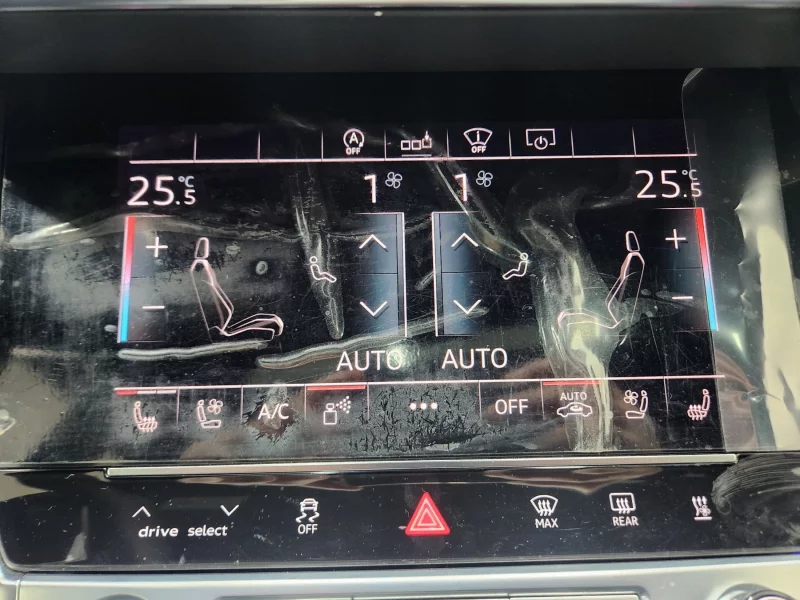 A
OFF
OFF
25.5 °C
1
1
25.5 °C
AUTO
AUTO
A/C
OFF
AUTO
drive select
OFF
MAX
REAR